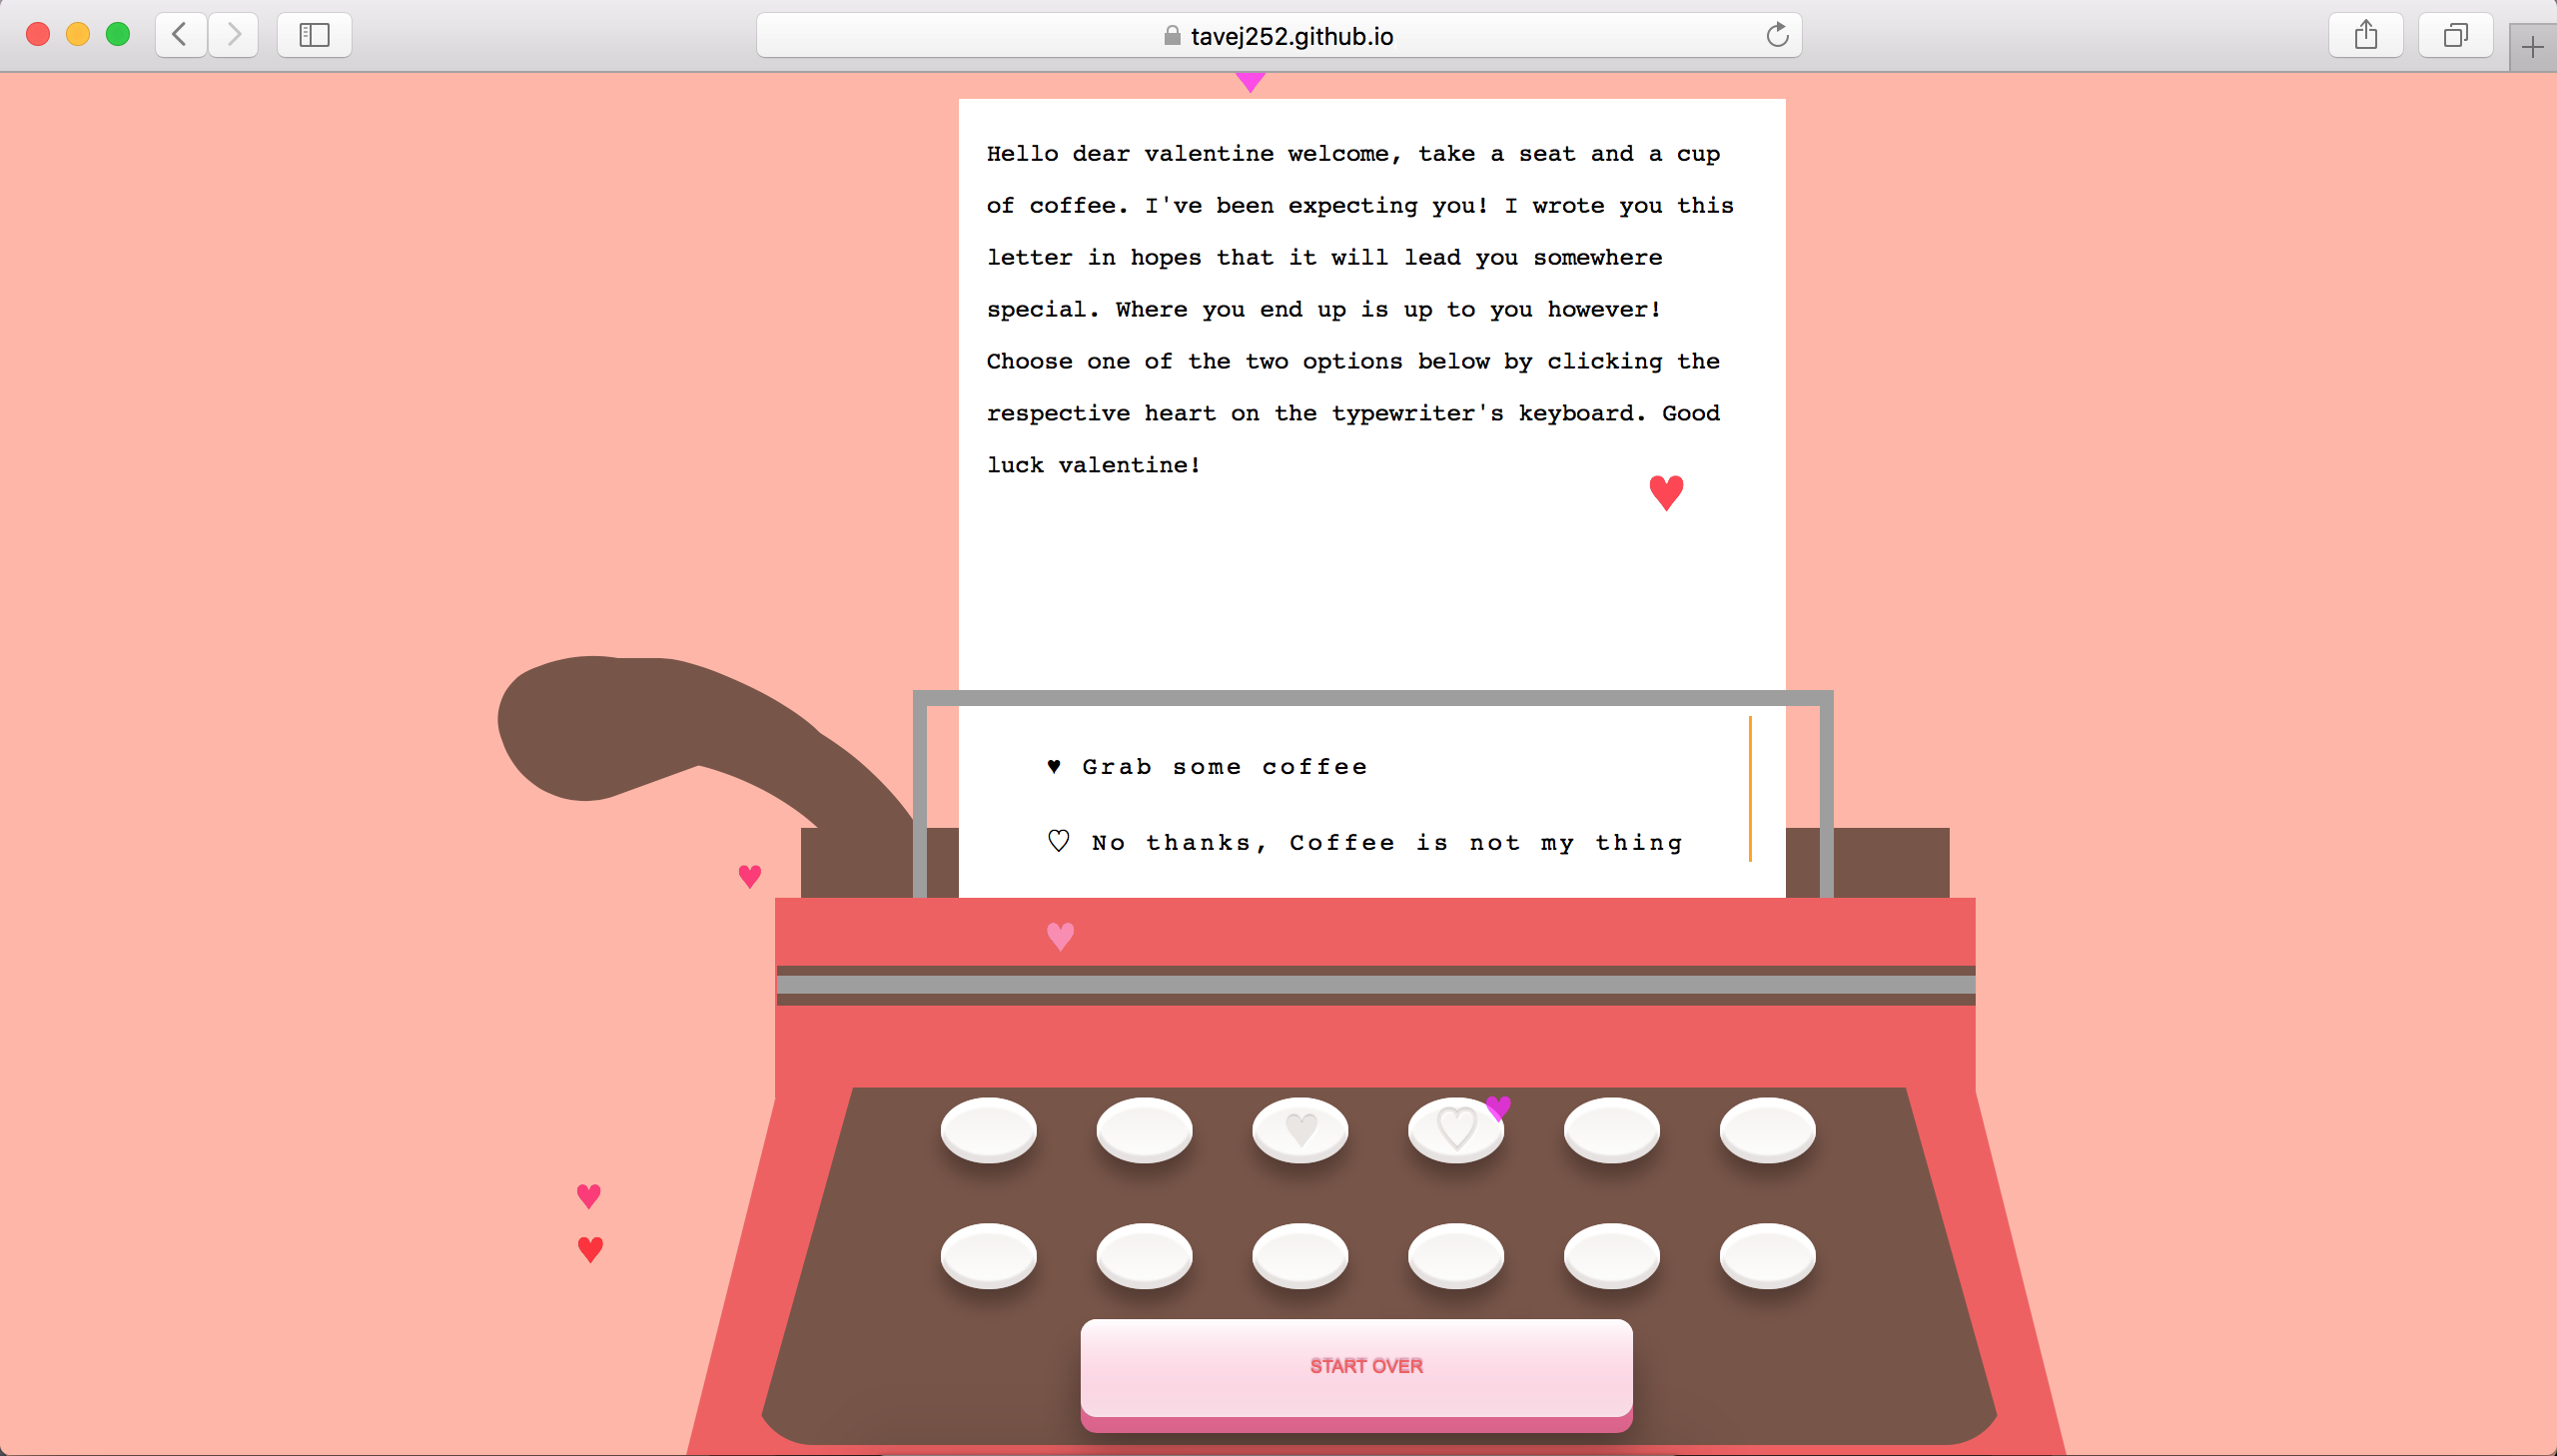 tavej252.github.io
Hello dear valentine welcome, take a seat and a cup
of coffee. I've been expecting you! I wrote you this
letter in hopes that it will lead you somewhere
special. Where you end up is up to you however!
Choose one of the two options below by clicking the
respective heart on the typewriter's keyboard. Good
luck valentine!
♥ Grab some coffee
♡ No thanks, Coffee is not my thing
START OVER